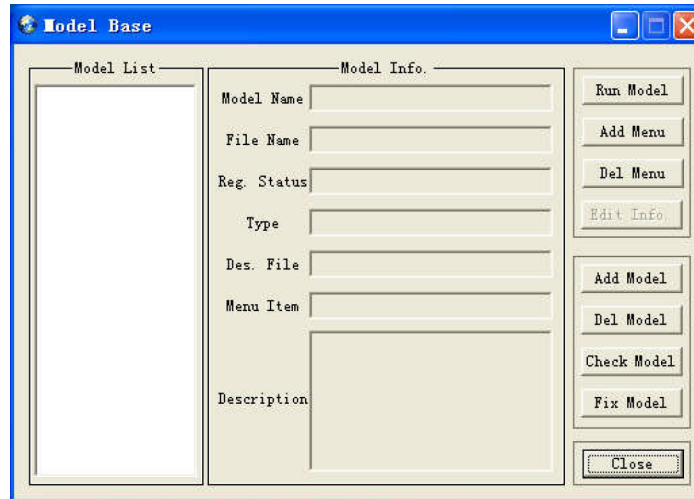 Model Base
Model List
Model Info.
Model Name
File Name
Reg. Status
Type
Des. File
Menu Item
Description
Run Model
Add Menu
Del Menu
Edit Info.
Add Model
Del Model
Check Model
Fix Model
Close